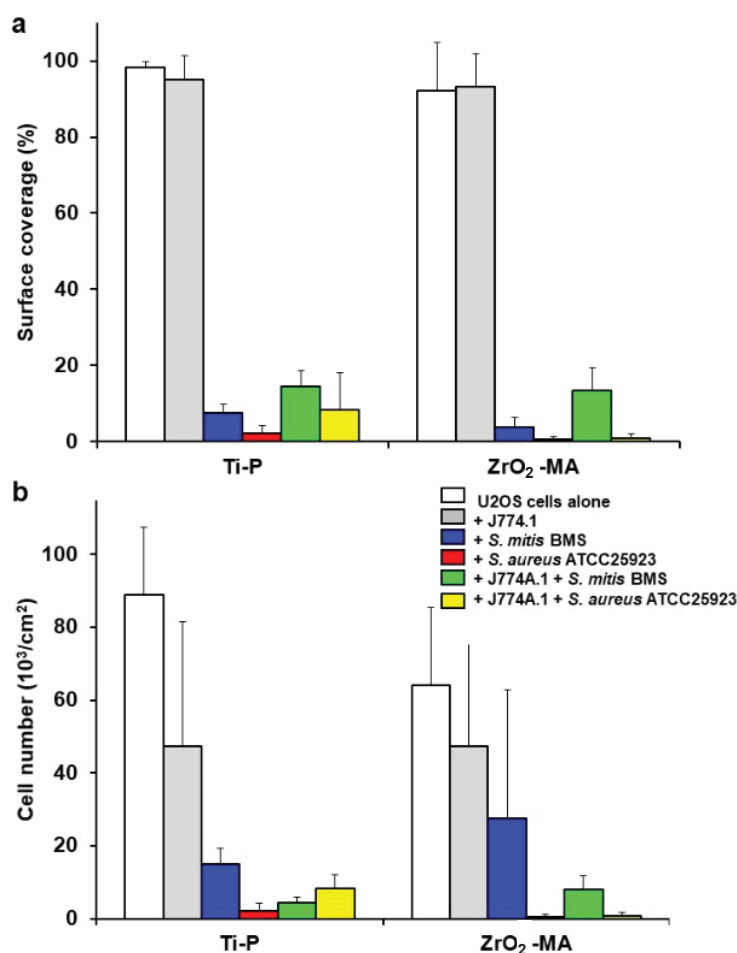 a
Surface coverage (%)
100
80
60
40
20
0
Ti-P
ZrO₂ -MA
b
Cell number (10³/cm²)
100
80
60
40
20
0
U2OS cells alone
+ J774.1
+ S. mitis BMS
+ S. aureus ATCC25923
+ J774A.1 + S. mitis BMS
+ J774A.1 + S. aureus ATCC25923
Ti-P
ZrO₂ -MA